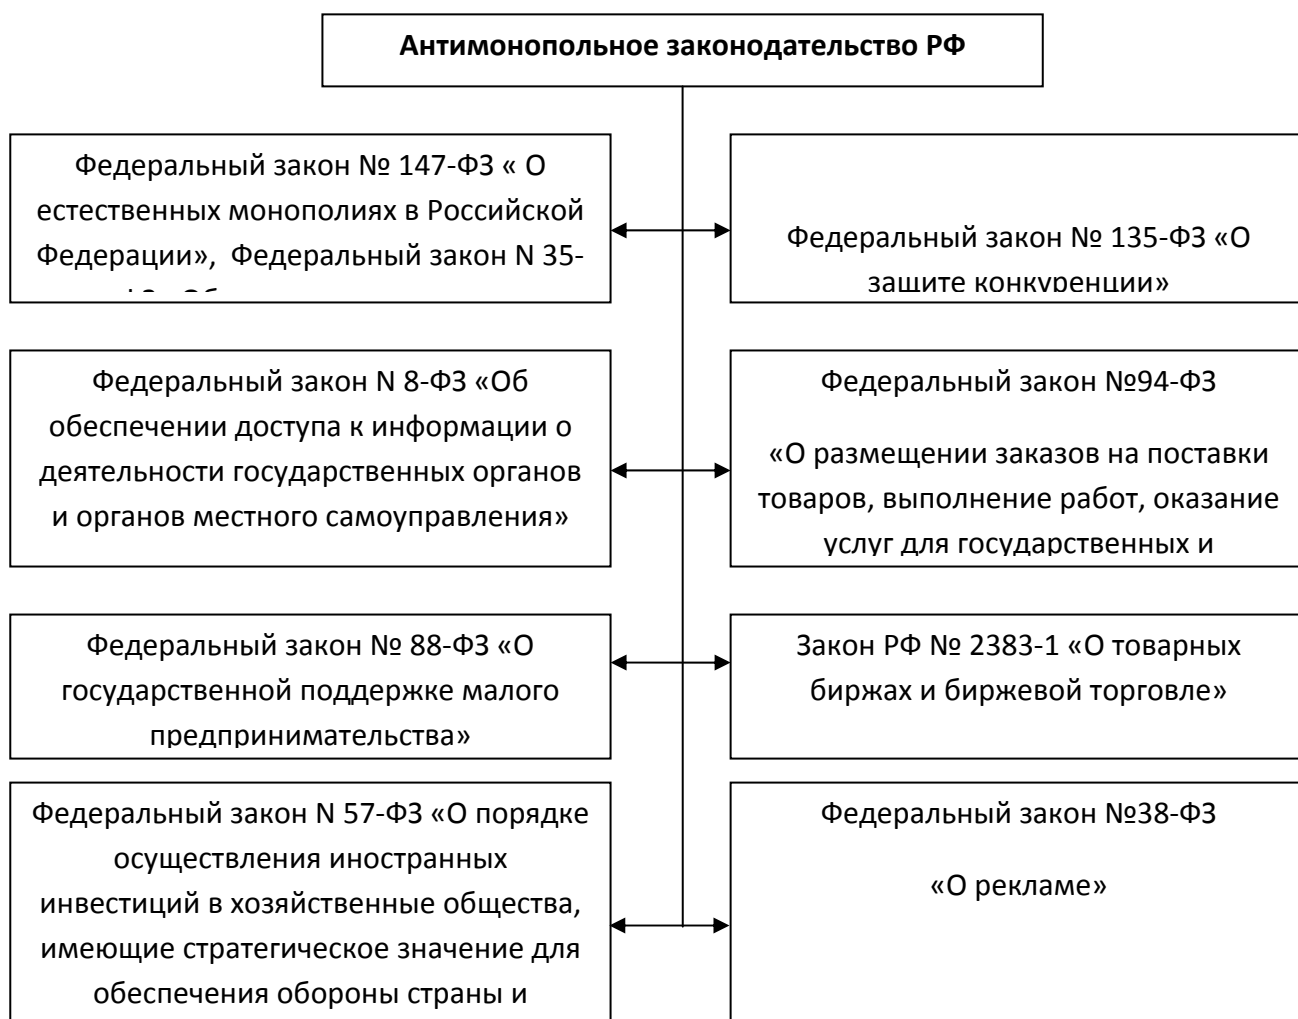 Антимонопольное законодательство РФ
Федеральный закон № 147-ФЗ « О
естественных монополиях в Российской
Федерации», Федеральный закон N 35-
Федеральный закон № 135-ФЗ «О
защите конкуренции»
Федеральный закон N 8-ФЗ «Об
обеспечении доступа к информации о
деятельности государственных органов
и органов местного самоуправления»
Федеральный закон №94-ФЗ
«О размещении заказов на поставки
товаров, выполнение работ, оказание
услуг для государственных и
Федеральный закон № 88-ФЗ «О
государственной поддержке малого
предпринимательства»
Закон РФ № 2383-1 «О товарных
биржах и биржевой торговле»
Федеральный закон N 57-ФЗ «О порядке
осуществления иностранных
инвестиций в хозяйственные общества,
имеющие стратегическое значение для
обеспечения обороны страны и
Федеральный закон №38-ФЗ
«О рекламе»